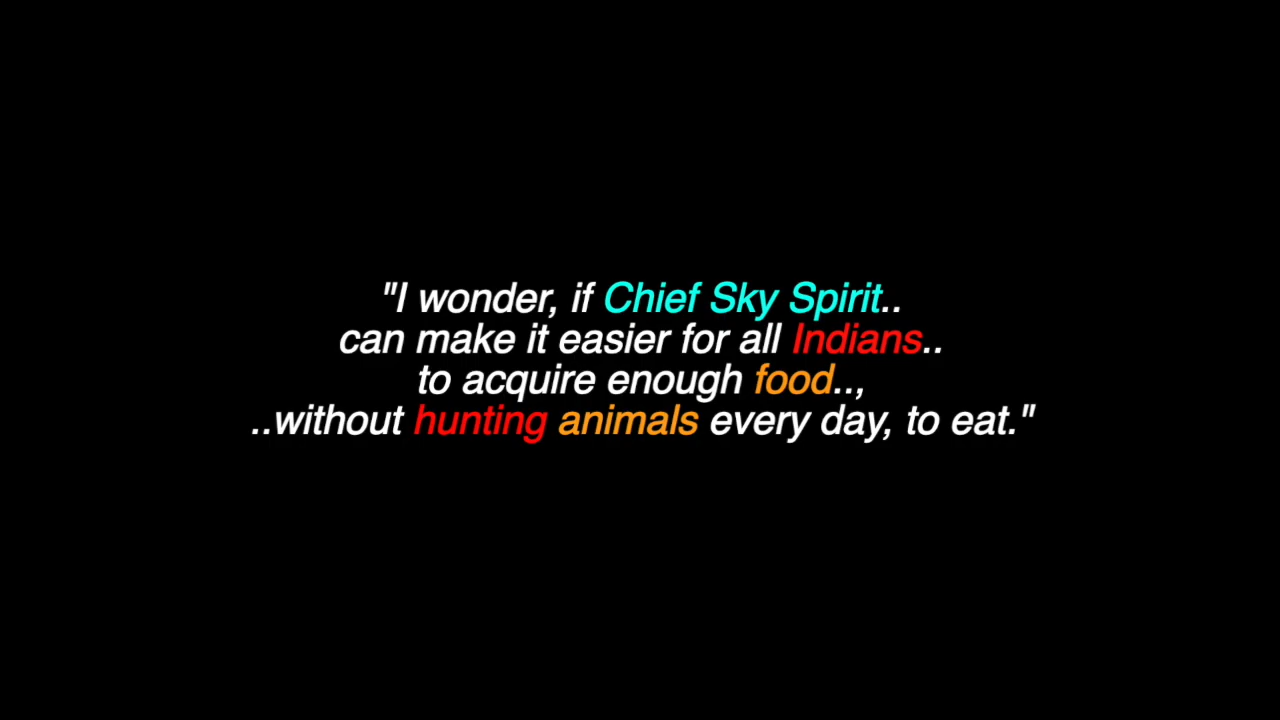 "I wonder, if Chief Sky Spirit..
can make it easier for all Indians..
to acquire enough food..,
..without hunting animals every day, to eat."